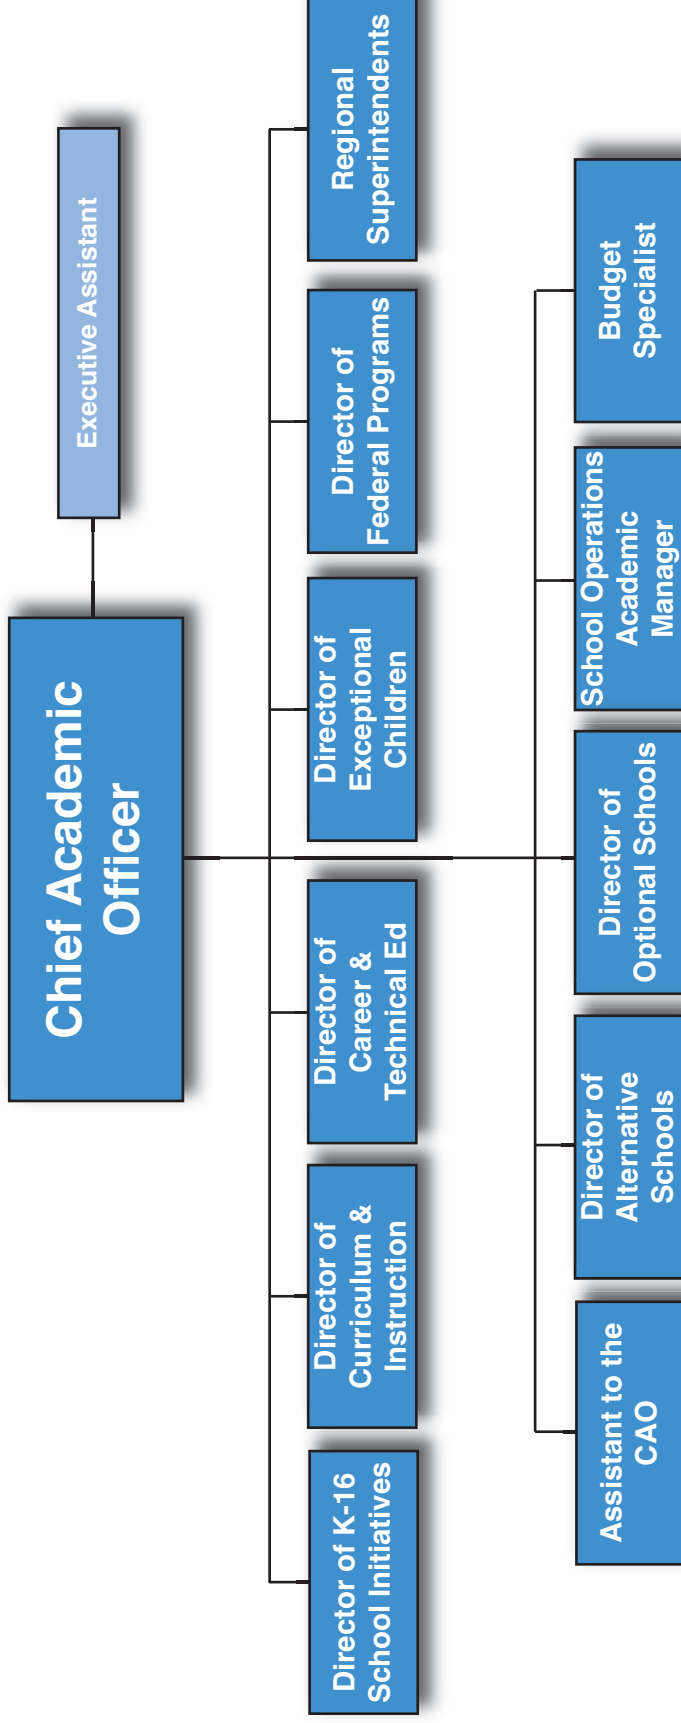 Chief Academic
Officer
Executive Assistant
Director of K-16
School Initiatives
Director of
Curriculum &
Instruction
Director of
Career &
Technical Ed
Director of
Exceptional
Children
Director of
Federal Programs
Regional
Superintendents
Assistant to the
CAO
Director of
Alternative
Schools
Director of
Optional Schools
School Operations
Academic
Manager
Budget
Specialist